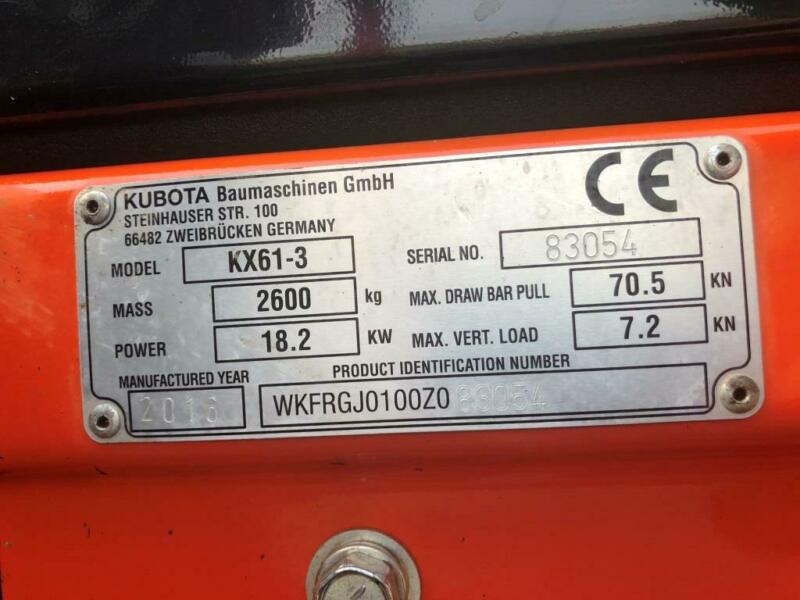 KUBOTA Baumaschinen GmbH
STEINHAUSER STR. 100
66482 ZWEIBRÜCKEN GERMANY
CE
MODEL KX61-3
SERIAL NO. 83054
MASS 2600 kg
MAX. DRAW BAR PULL 70.5 KN
POWER 18.2 KW
MAX. VERT. LOAD 7.2 KN
MANUFACTURED YEAR
2016
PRODUCT IDENTIFICATION NUMBER
WKFRGJ0100Z083054